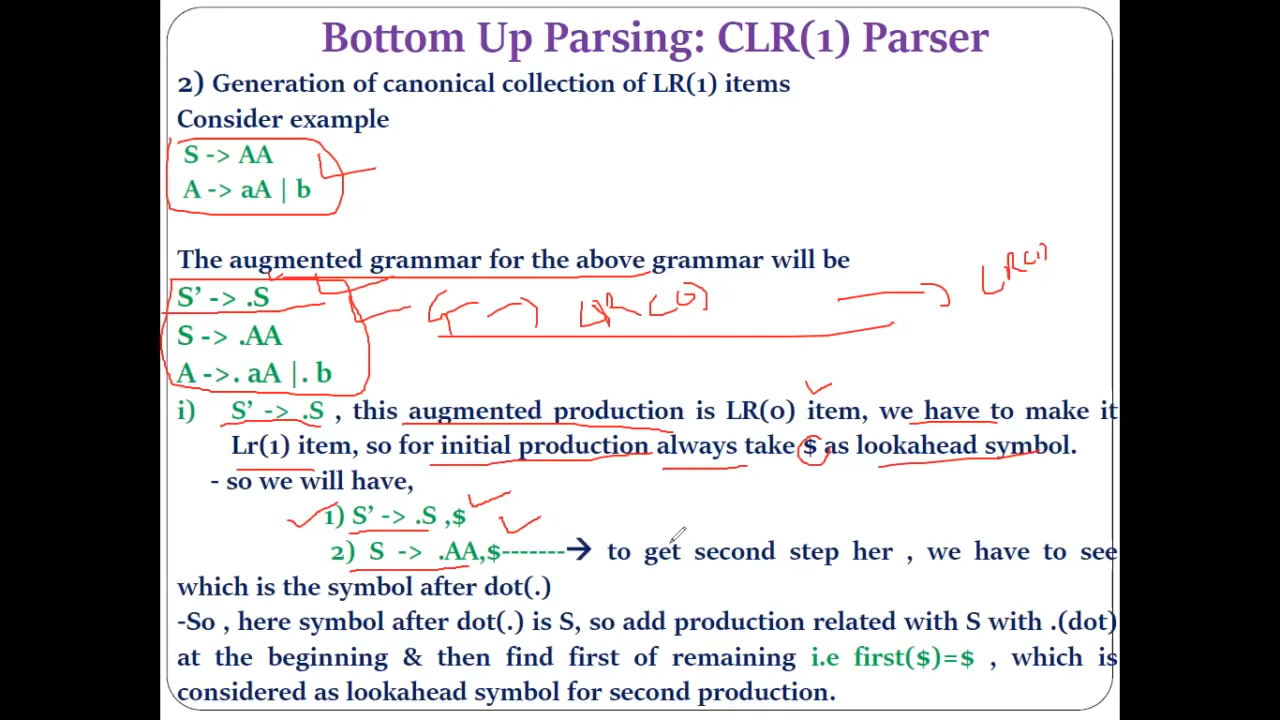 Bottom Up Parsing: CLR(1) Parser
2) Generation of canonical collection of LR(1) items
Consider example
S -> AA
A -> aA | b
The augmented grammar for the above grammar will be
LR(1)
S’ -> .S
LR(0)
S -> .AA
A ->. aA |. b
i) S’ -> .S , this augmented production is LR(0) item, we have to make it
Lr(1) item, so for initial production always take $ as lookahead symbol.
- so we will have,
1) S’ -> .S ,$
2) S -> .AA,$-------→ to get second step her , we have to see
which is the symbol after dot(.)
-So , here symbol after dot(.) is S, so add production related with S with .(dot)
at the beginning & then find first of remaining i.e first($)=$ , which is
considered as lookahead symbol for second production.